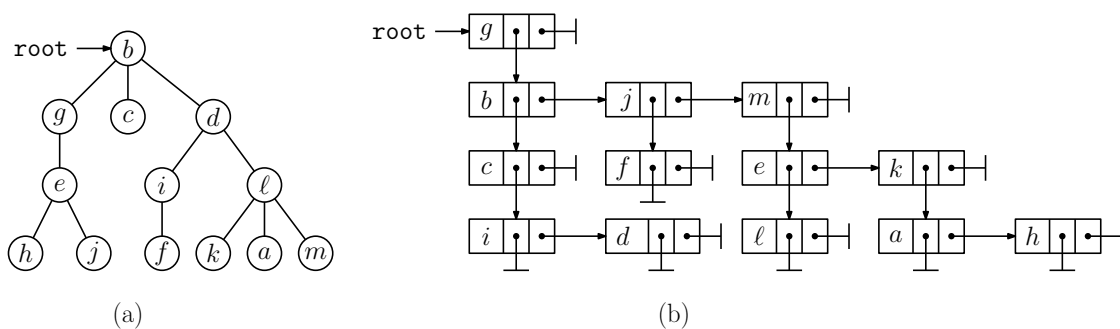 root b
g c d
e i ℓ
h j f k a m
(a)
root g
b j m
c f e k
i d ℓ a h
(b)